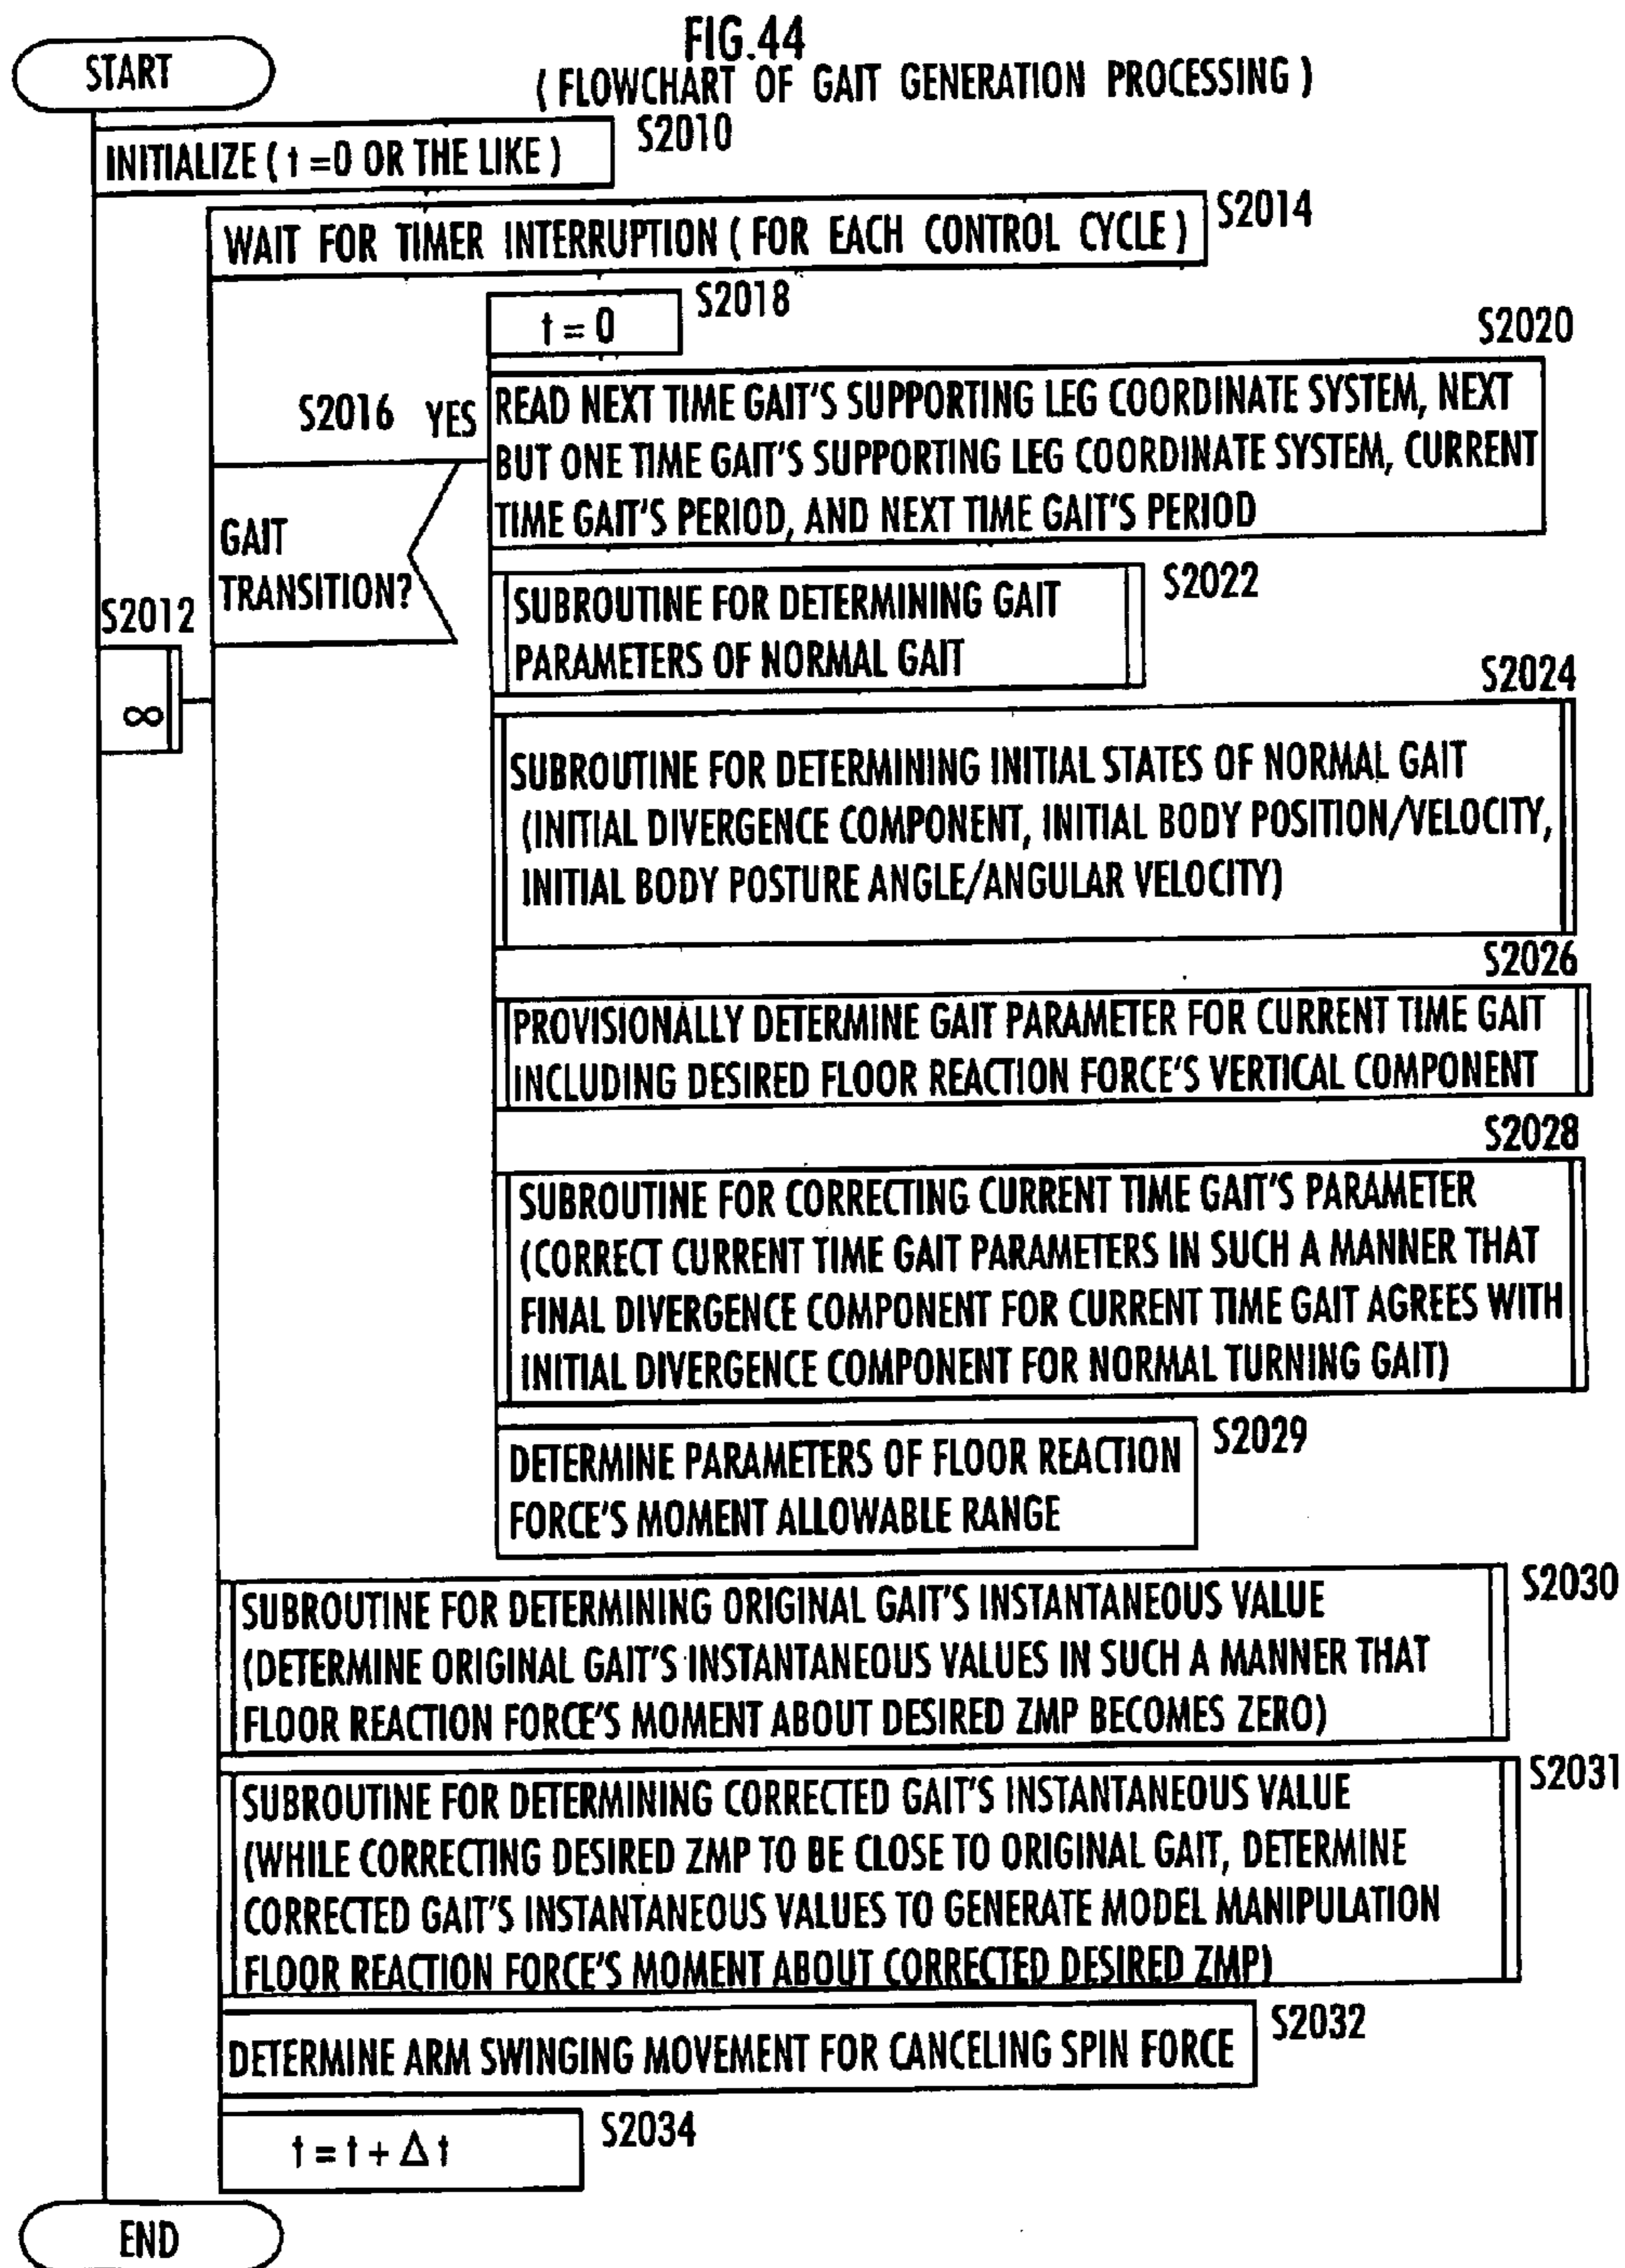 FIG.44
( FLOWCHART OF GAIT GENERATION PROCESSING )
START
INITIALIZE ( t =0 OR THE LIKE )
S2010
WAIT FOR TIMER INTERRUPTION ( FOR EACH CONTROL CYCLE )
S2014
t = 0
S2018
S2020
S2016 YES
READ NEXT TIME GAIT'S SUPPORTING LEG COORDINATE SYSTEM, NEXT
BUT ONE TIME GAIT'S SUPPORTING LEG COORDINATE SYSTEM, CURRENT
TIME GAIT'S PERIOD, AND NEXT TIME GAIT'S PERIOD
GAIT
TRANSITION?
S2012
∞
SUBROUTINE FOR DETERMINING GAIT
PARAMETERS OF NORMAL GAIT
S2022
S2024
SUBROUTINE FOR DETERMINING INITIAL STATES OF NORMAL GAIT
(INITIAL DIVERGENCE COMPONENT, INITIAL BODY POSITION/VELOCITY,
INITIAL BODY POSTURE ANGLE/ANGULAR VELOCITY)
S2026
PROVISIONALLY DETERMINE GAIT PARAMETER FOR CURRENT TIME GAIT
INCLUDING DESIRED FLOOR REACTION FORCE'S VERTICAL COMPONENT
S2028
SUBROUTINE FOR CORRECTING CURRENT TIME GAIT'S PARAMETER
(CORRECT CURRENT TIME GAIT PARAMETERS IN SUCH A MANNER THAT
FINAL DIVERGENCE COMPONENT FOR CURRENT TIME GAIT AGREES WITH
INITIAL DIVERGENCE COMPONENT FOR NORMAL TURNING GAIT)
DETERMINE PARAMETERS OF FLOOR REACTION
FORCE'S MOMENT ALLOWABLE RANGE
S2029
SUBROUTINE FOR DETERMINING ORIGINAL GAIT'S INSTANTANEOUS VALUE
(DETERMINE ORIGINAL GAIT'S INSTANTANEOUS VALUES IN SUCH A MANNER THAT
FLOOR REACTION FORCE'S MOMENT ABOUT DESIRED ZMP BECOMES ZERO)
S2030
SUBROUTINE FOR DETERMINING CORRECTED GAIT'S INSTANTANEOUS VALUE
(WHILE CORRECTING DESIRED ZMP TO BE CLOSE TO ORIGINAL GAIT, DETERMINE
CORRECTED GAIT'S INSTANTANEOUS VALUES TO GENERATE MODEL MANIPULATION
FLOOR REACTION FORCE'S MOMENT ABOUT CORRECTED DESIRED ZMP)
S2031
DETERMINE ARM SWINGING MOVEMENT FOR CANCELING SPIN FORCE
S2032
t = t + Δ t
S2034
END